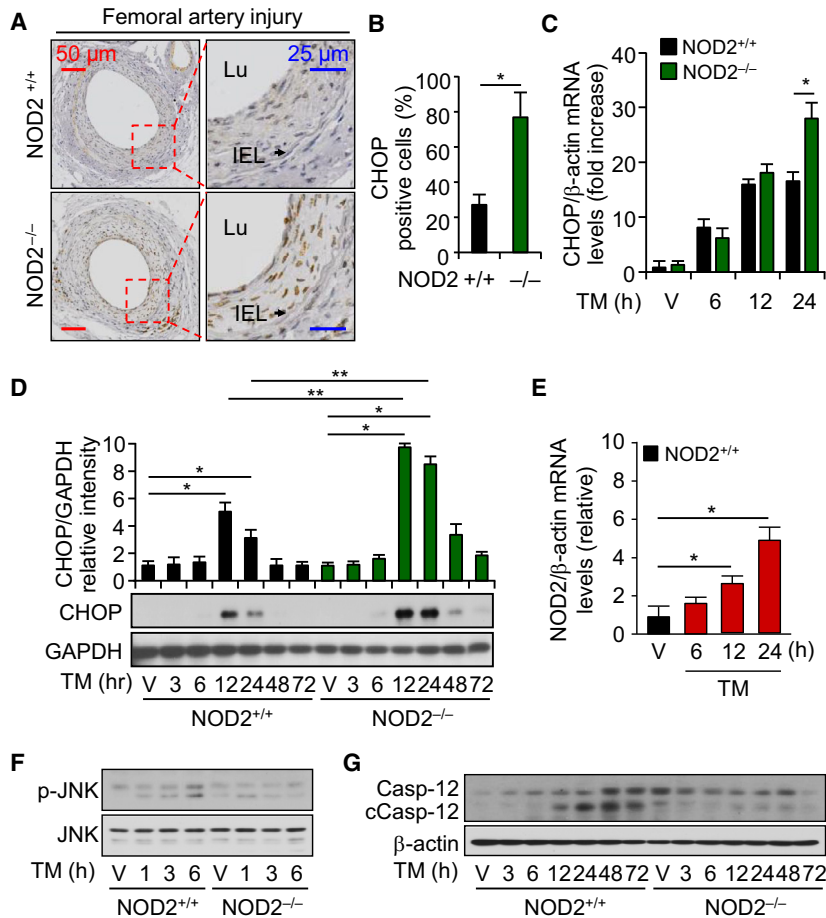 A
Femoral artery injury
50 µm
25 µm
Lu
IEL
NOD2 +/+
Lu
IEL
NOD2–/–
B
*
100
80
60
40
20
0
CHOP
positive cells (%)
NOD2 +/+ –/–
C
NOD2+/+
NOD2–/–
*
40
30
20
10
0
CHOP/β-actin mRNA
levels (fold increase)
TM (h) V 6 12 24
D
**
**
*
*
*
*
10
8
6
4
2
0
CHOP/GAPDH
relative intensity
CHOP
GAPDH
TM (hr) V 3 6 12 24 48 72 V 3 6 12 24 48 72
NOD2+/+ NOD2–/–
E
NOD2+/+
*
*
10
8
6
4
2
0
NOD2/β-actin mRNA
levels (relative)
V 6 12 24 (h)
TM
F
p-JNK
JNK
TM (h) V 1 3 6 V 1 3 6
NOD2+/+ NOD2–/–
G
Casp-12
cCasp-12
β-actin
TM (h) V 3 6 12 24 48 72 V 3 6 12 24 48 72
NOD2+/+ NOD2–/–